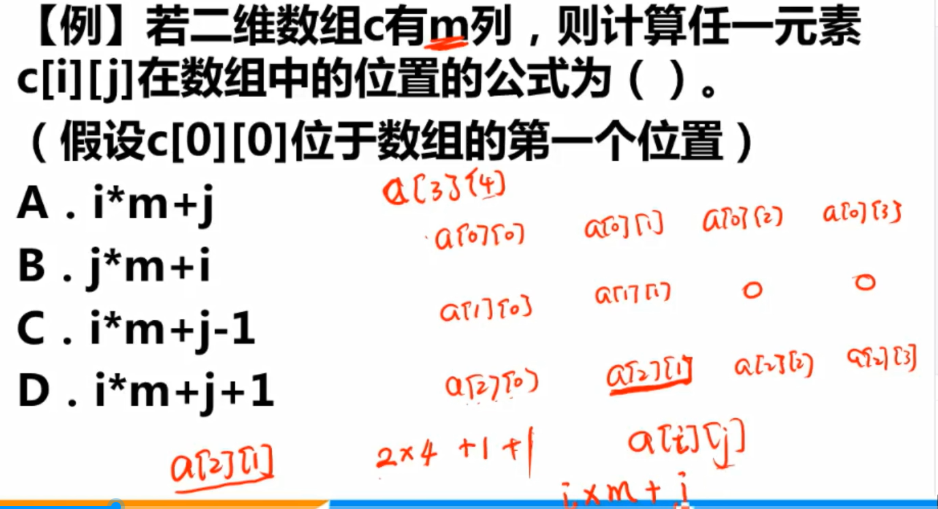 【例】若二维数组c有m列，则计算任一元素
c[i][j]在数组中的位置的公式为（ ）。
（假设c[0][0]位于数组的第一个位置）
A．i*m+j
a[3][4]
a[0][0] a[0][1] a[0][2] a[0][3]
B．j*m+i
a[1][0] a[1][1] 0 0
C．i*m+j-1
a[2][0] a[2][1] a[2][2] a[2][3]
D．i*m+j+1
a[2][1] 2×4 +1 +1 a[i][j]
i×m+j